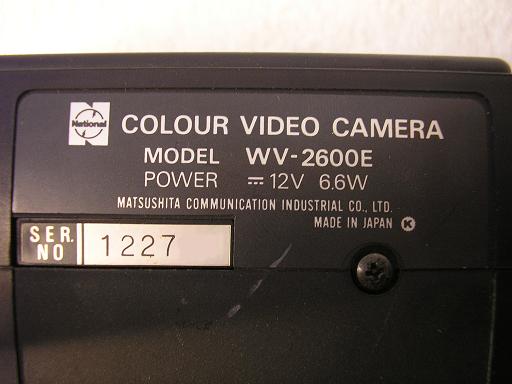 National
COLOUR VIDEO CAMERA
MODEL WV-2600E
POWER ⎓ 12V 6.6W
MATSUSHITA COMMUNICATION INDUSTRIAL CO., LTD.
MADE IN JAPAN K
SER. NO 1227